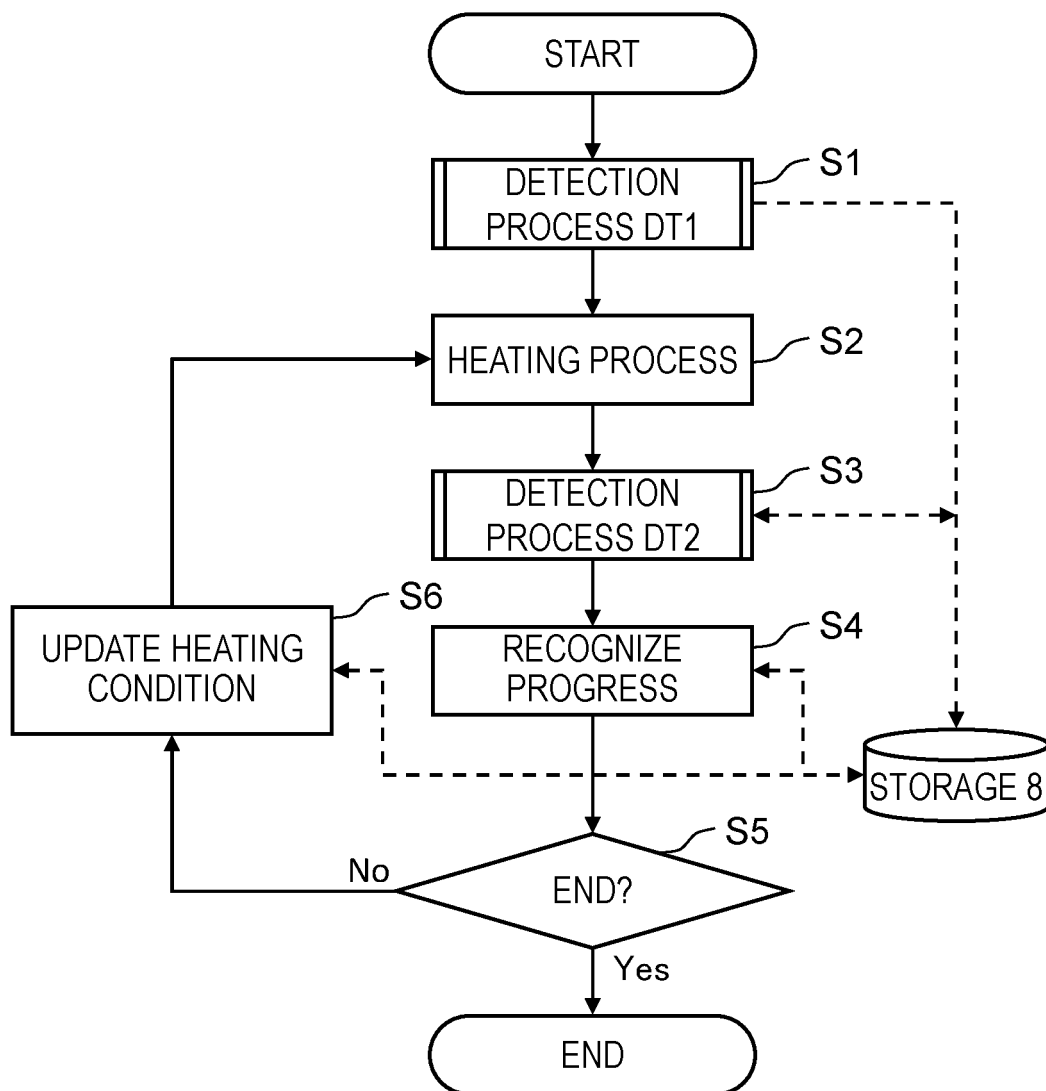 START
DETECTION
PROCESS DT1
S1
HEATING PROCESS
S2
DETECTION
PROCESS DT2
S3
UPDATE HEATING
CONDITION
S6
RECOGNIZE
PROGRESS
S4
STORAGE 8
END?
S5
No
Yes
END